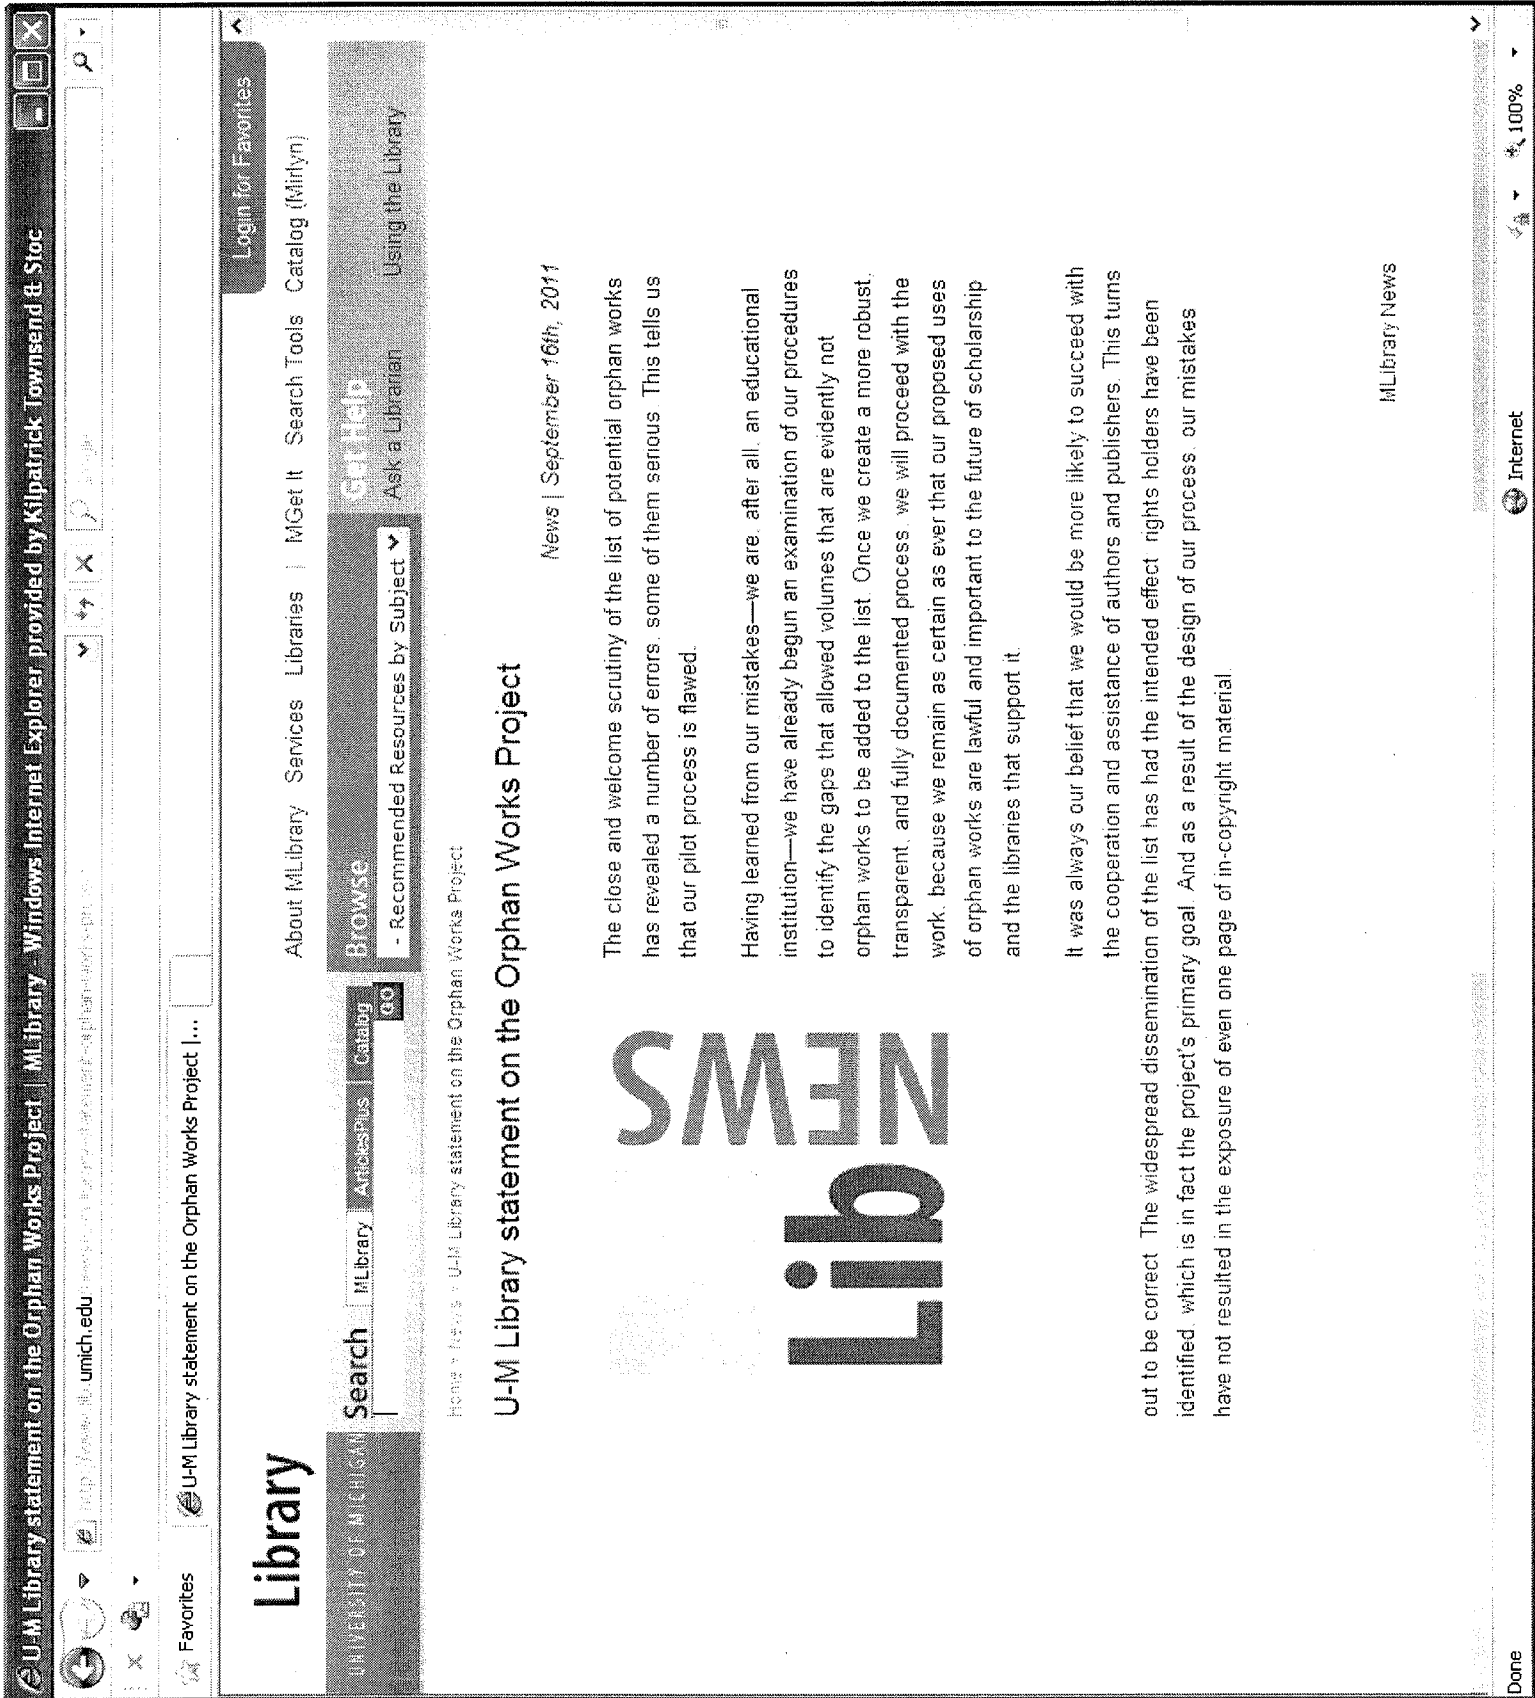 U-M Library statement on the Orphan Works Project | MLibrary - Windows Internet Explorer provided by Kilpatrick Townsend & Stoc
umich.edu
Favorites
U-M Library statement on the Orphan Works Project |...
Login for Favorites
Library
About MLibrary Services Libraries | MGet It Search Tools Catalog (Mirlyn)
UNIVERSITY OF MICHIGAN
Search MLibrary ArticlesPlus Catalog
GO
Browse
- Recommended Resources by Subject
Get Help
Ask a Librarian Using the Library
Home › News › U-M Library statement on the Orphan Works Project
U-M Library statement on the Orphan Works Project
News | September 16th, 2011
Lib NEWS
The close and welcome scrutiny of the list of potential orphan works
has revealed a number of errors, some of them serious. This tells us
that our pilot process is flawed.
Having learned from our mistakes—we are, after all, an educational
institution—we have already begun an examination of our procedures
to identify the gaps that allowed volumes that are evidently not
orphan works to be added to the list. Once we create a more robust,
transparent, and fully documented process, we will proceed with the
work, because we remain as certain as ever that our proposed uses
of orphan works are lawful and important to the future of scholarship
and the libraries that support it.
It was always our belief that we would be more likely to succeed with
the cooperation and assistance of authors and publishers. This turns
out to be correct. The widespread dissemination of the list has had the intended effect: rights holders have been
identified, which is in fact the project's primary goal. And as a result of the design of our process, our mistakes
have not resulted in the exposure of even one page of in-copyright material.
MLibrary News
Done
Internet
100%